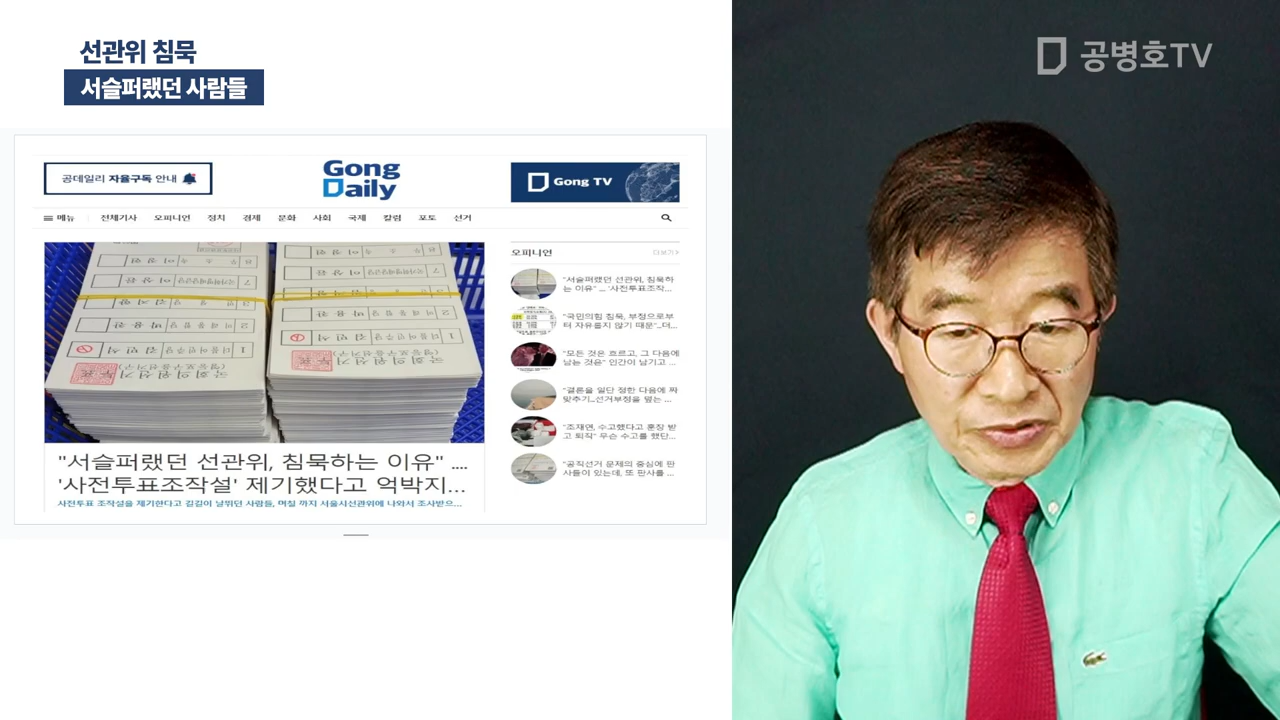 선관위 침묵
서슬퍼랬던 사람들
공병호TV
공데일리 자율구독 안내
Gong
Daily
Gong TV
메뉴
전체기사
오피니언
정치
경제
문화
사회
국제
칼럼
포토
선거
오피니언
더보기 >
"서슬퍼랬던 선관위, 침묵하
는 이유" ... '사전투표조작...
"국민의힘 침묵, 부정으로부
터 자유롭지 않기 때문"...더...
"모든 것은 흐르고, 그 다음에
남는 것은" 인간이 남기고 ...
"결론을 일단 정한 다음에 짜
맞추기...선거부정을 덮는 ...
"조재연, 수고했다고 훈장 받
고 퇴직" 무슨 수고를 했단...
"공직선거 문제의 중심에 판
사들이 있는데, 또 판사를 ...
"서슬퍼랬던 선관위, 침묵하는 이유" ....
'사전투표조작설' 제기했다고 억박지...
사전투표 조작설을 제기한다고 길길이 날뛰던 사람들, 며칠 까지 서울시선관위에 나와서 조사받으...